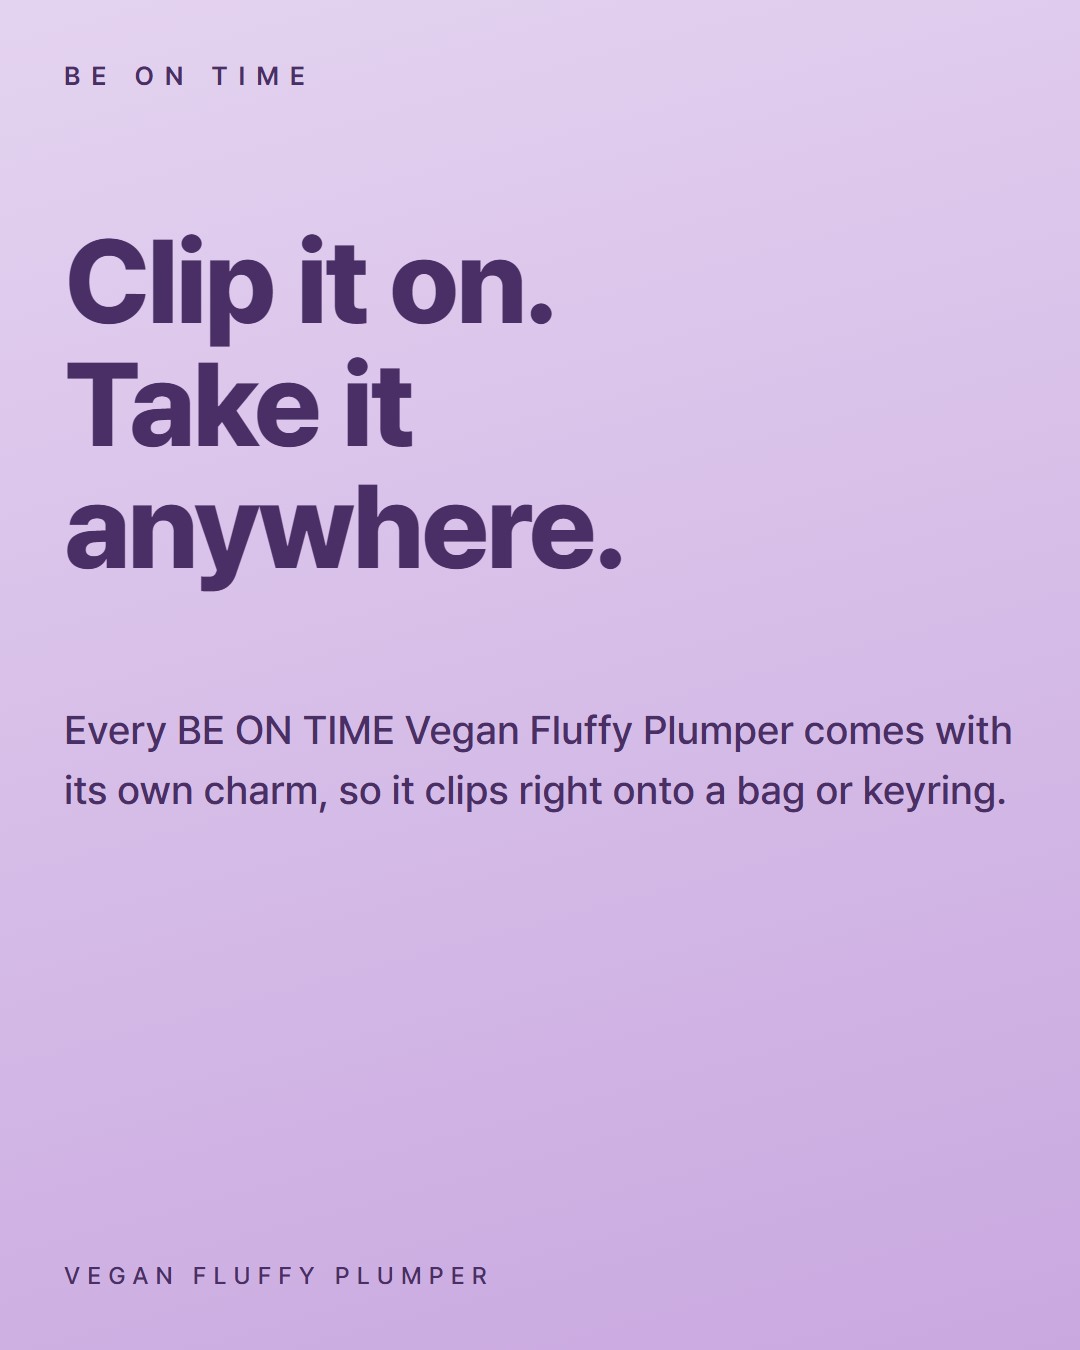 BE ON TIME
Clip it on.
Take it
anywhere.
Every BE ON TIME Vegan Fluffy Plumper comes with
its own charm, so it clips right onto a bag or keyring.
VEGAN FLUFFY PLUMPER